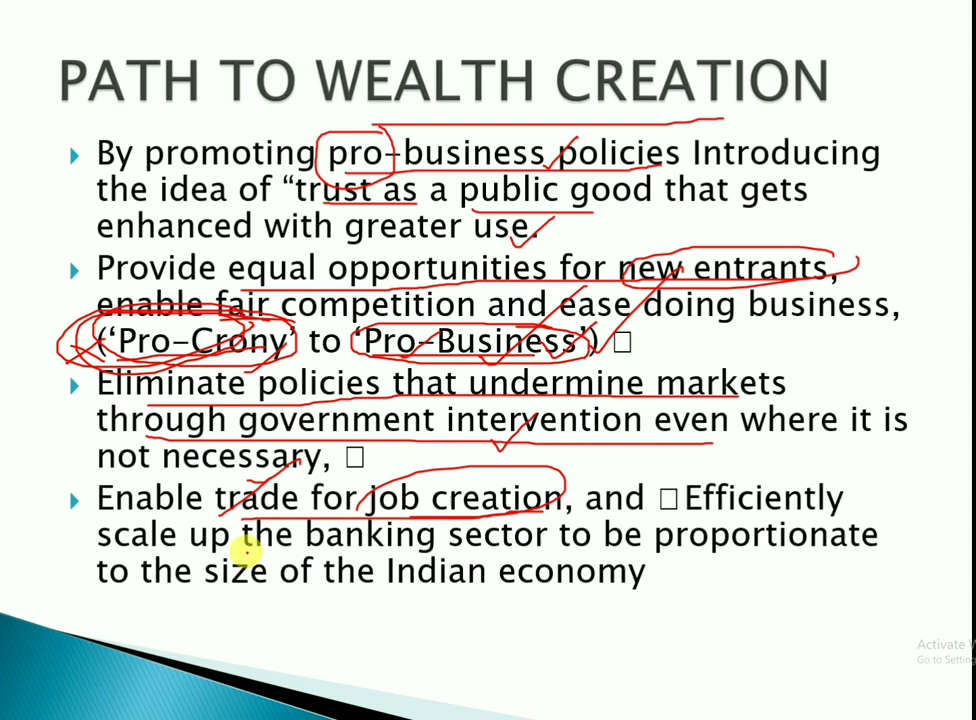 PATH TO WEALTH CREATION
By promoting pro-business policies Introducing
the idea of “trust as a public good that gets
enhanced with greater use.
Provide equal opportunities for new entrants,
enable fair competition and ease doing business,
(‘Pro-Crony’ to ‘Pro-Business’) □
Eliminate policies that undermine markets
through government intervention even where it is
not necessary, □
Enable trade for job creation, and □Efficiently
scale up the banking sector to be proportionate
to the size of the Indian economy
Activate
Go to Setting